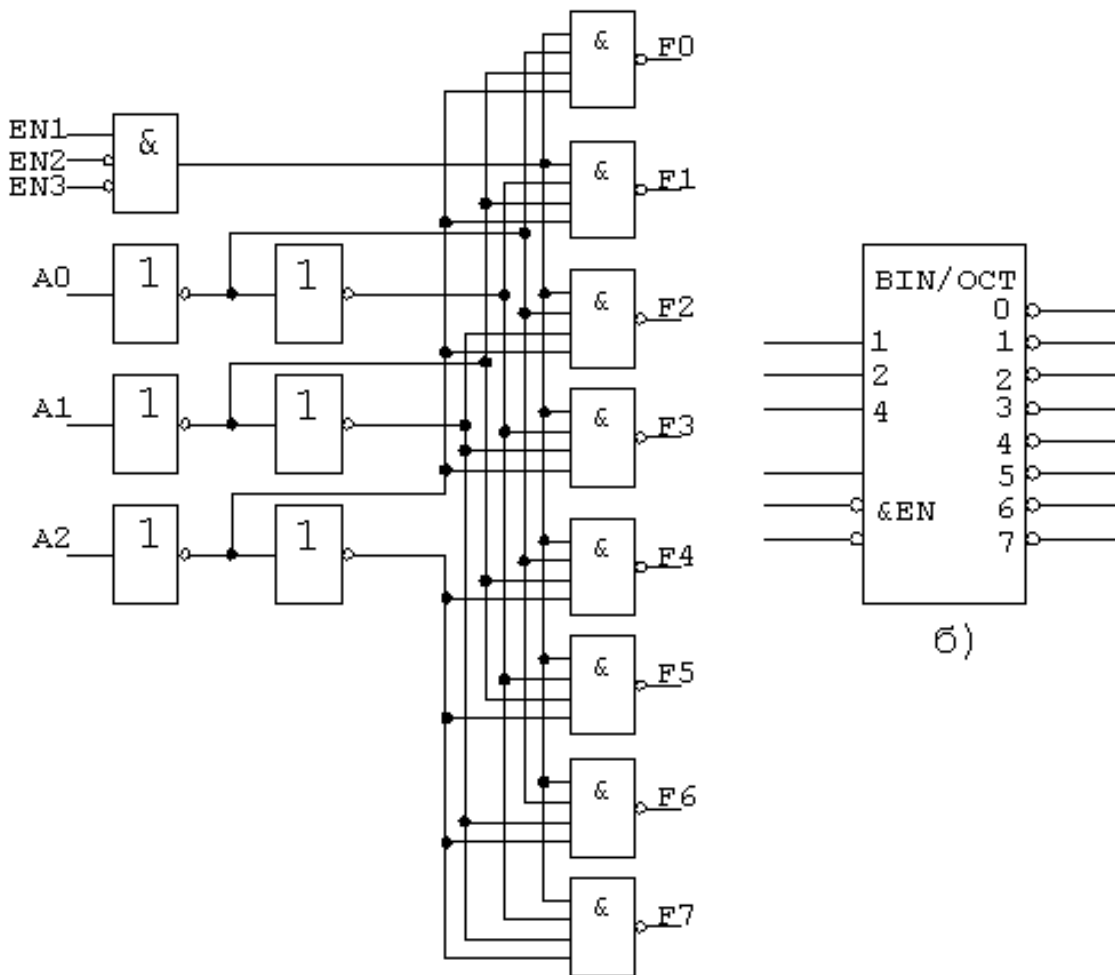 & F0
EN1
EN2 &
EN3
& F1
A0 1 1
& F2
A1 1 1
& F3
A2 1 1
& F4
& F5
& F6
& F7
BIN/OCT
0
1 1
2 2
4 3
4
5
&EN 6
7
б)